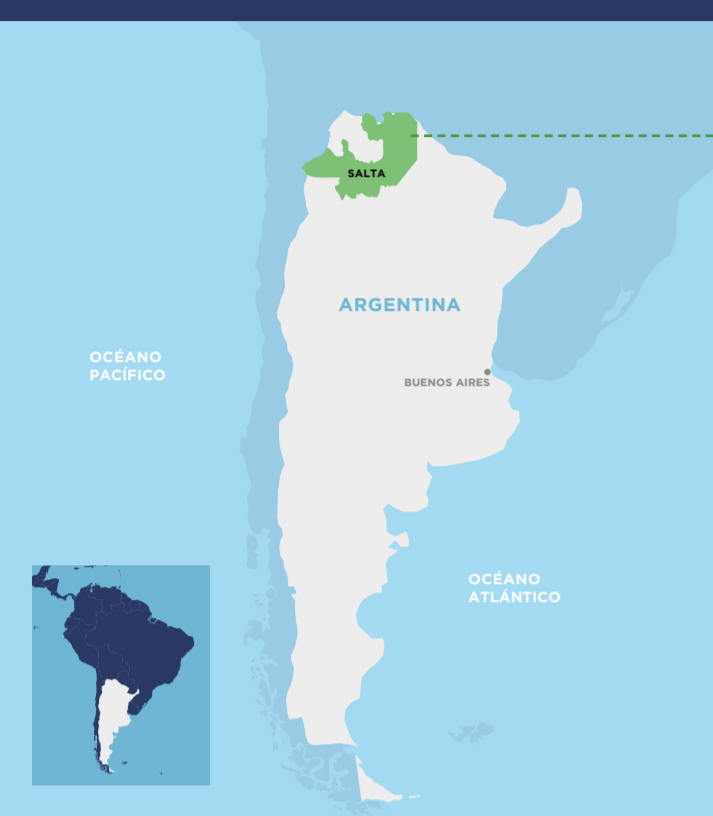 SALTA
ARGENTINA
OCÉANO
PACÍFICO
BUENOS AIRES
OCÉANO
ATLÁNTICO